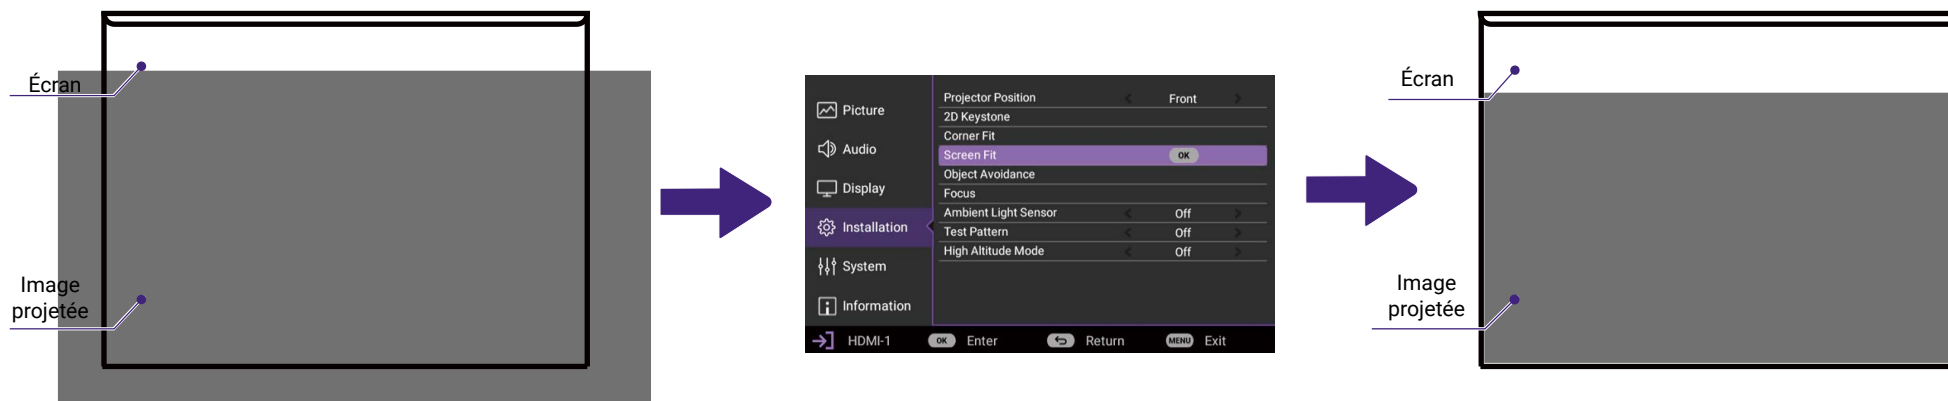 Écran
Image
projetée
Picture
Audio
Display
Installation
System
Information
Projector Position Front
2D Keystone
Corner Fit
Screen Fit OK
Object Avoidance
Focus
Ambient Light Sensor Off
Test Pattern Off
High Altitude Mode Off
HDMI-1 OK Enter Return MENU Exit
Écran
Image
projetée